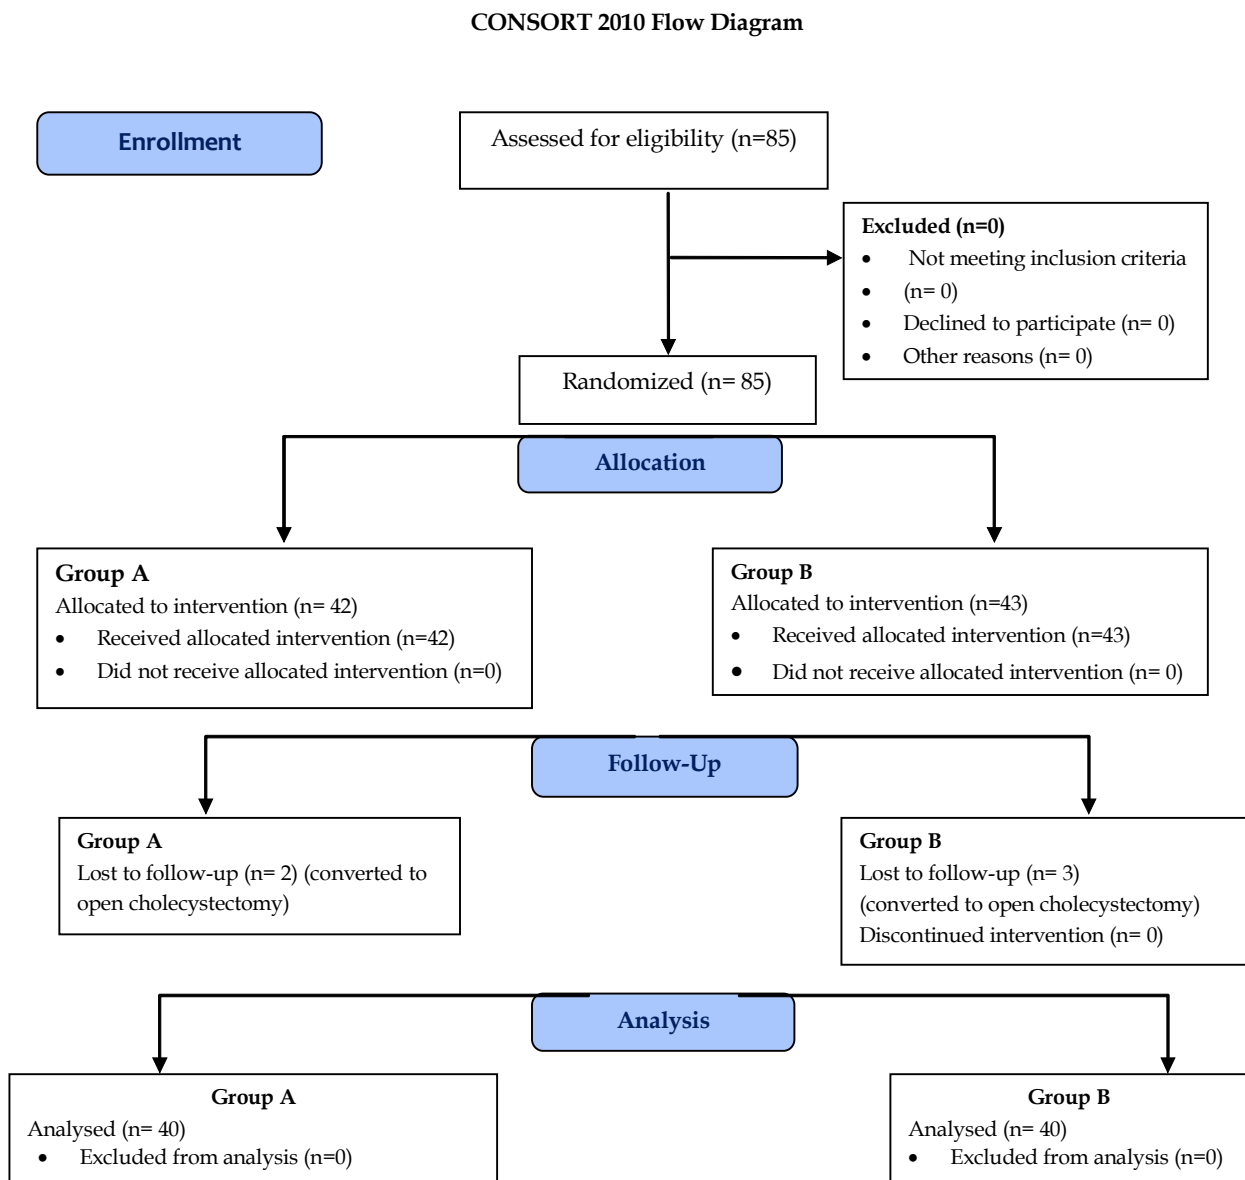 CONSORT 2010 Flow Diagram
Enrollment
Assessed for eligibility (n=85)
Excluded (n=0)
• Not meeting inclusion criteria
• (n= 0)
• Declined to participate (n= 0)
• Other reasons (n= 0)
Randomized (n= 85)
Allocation
Group A
Allocated to intervention (n= 42)
• Received allocated intervention (n=42)
• Did not receive allocated intervention (n=0)
Group B
Allocated to intervention (n=43)
• Received allocated intervention (n=43)
• Did not receive allocated intervention (n= 0)
Follow-Up
Group A
Lost to follow-up (n= 2) (converted to
open cholecystectomy)
Group B
Lost to follow-up (n= 3)
(converted to open cholecystectomy)
Discontinued intervention (n= 0)
Analysis
Group A
Analysed (n= 40)
• Excluded from analysis (n=0)
Group B
Analysed (n= 40)
• Excluded from analysis (n=0)